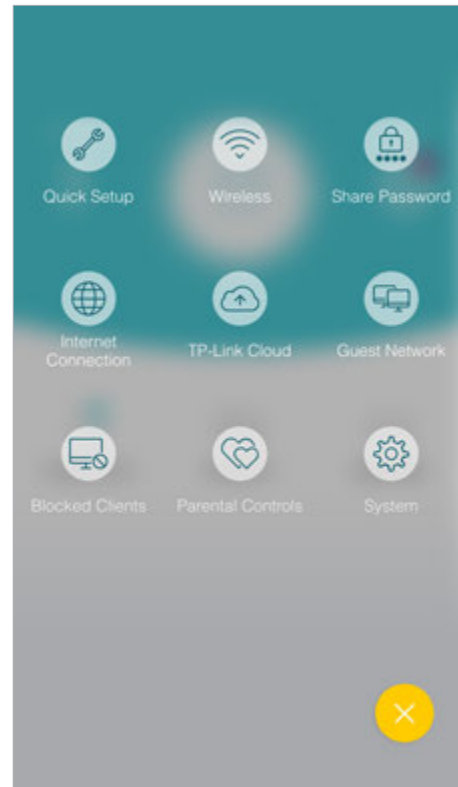 Quick Setup
Wireless
Share Password
Internet
Connection
TP-Link Cloud
Guest Network
Blocked Clients
Parental Controls
System